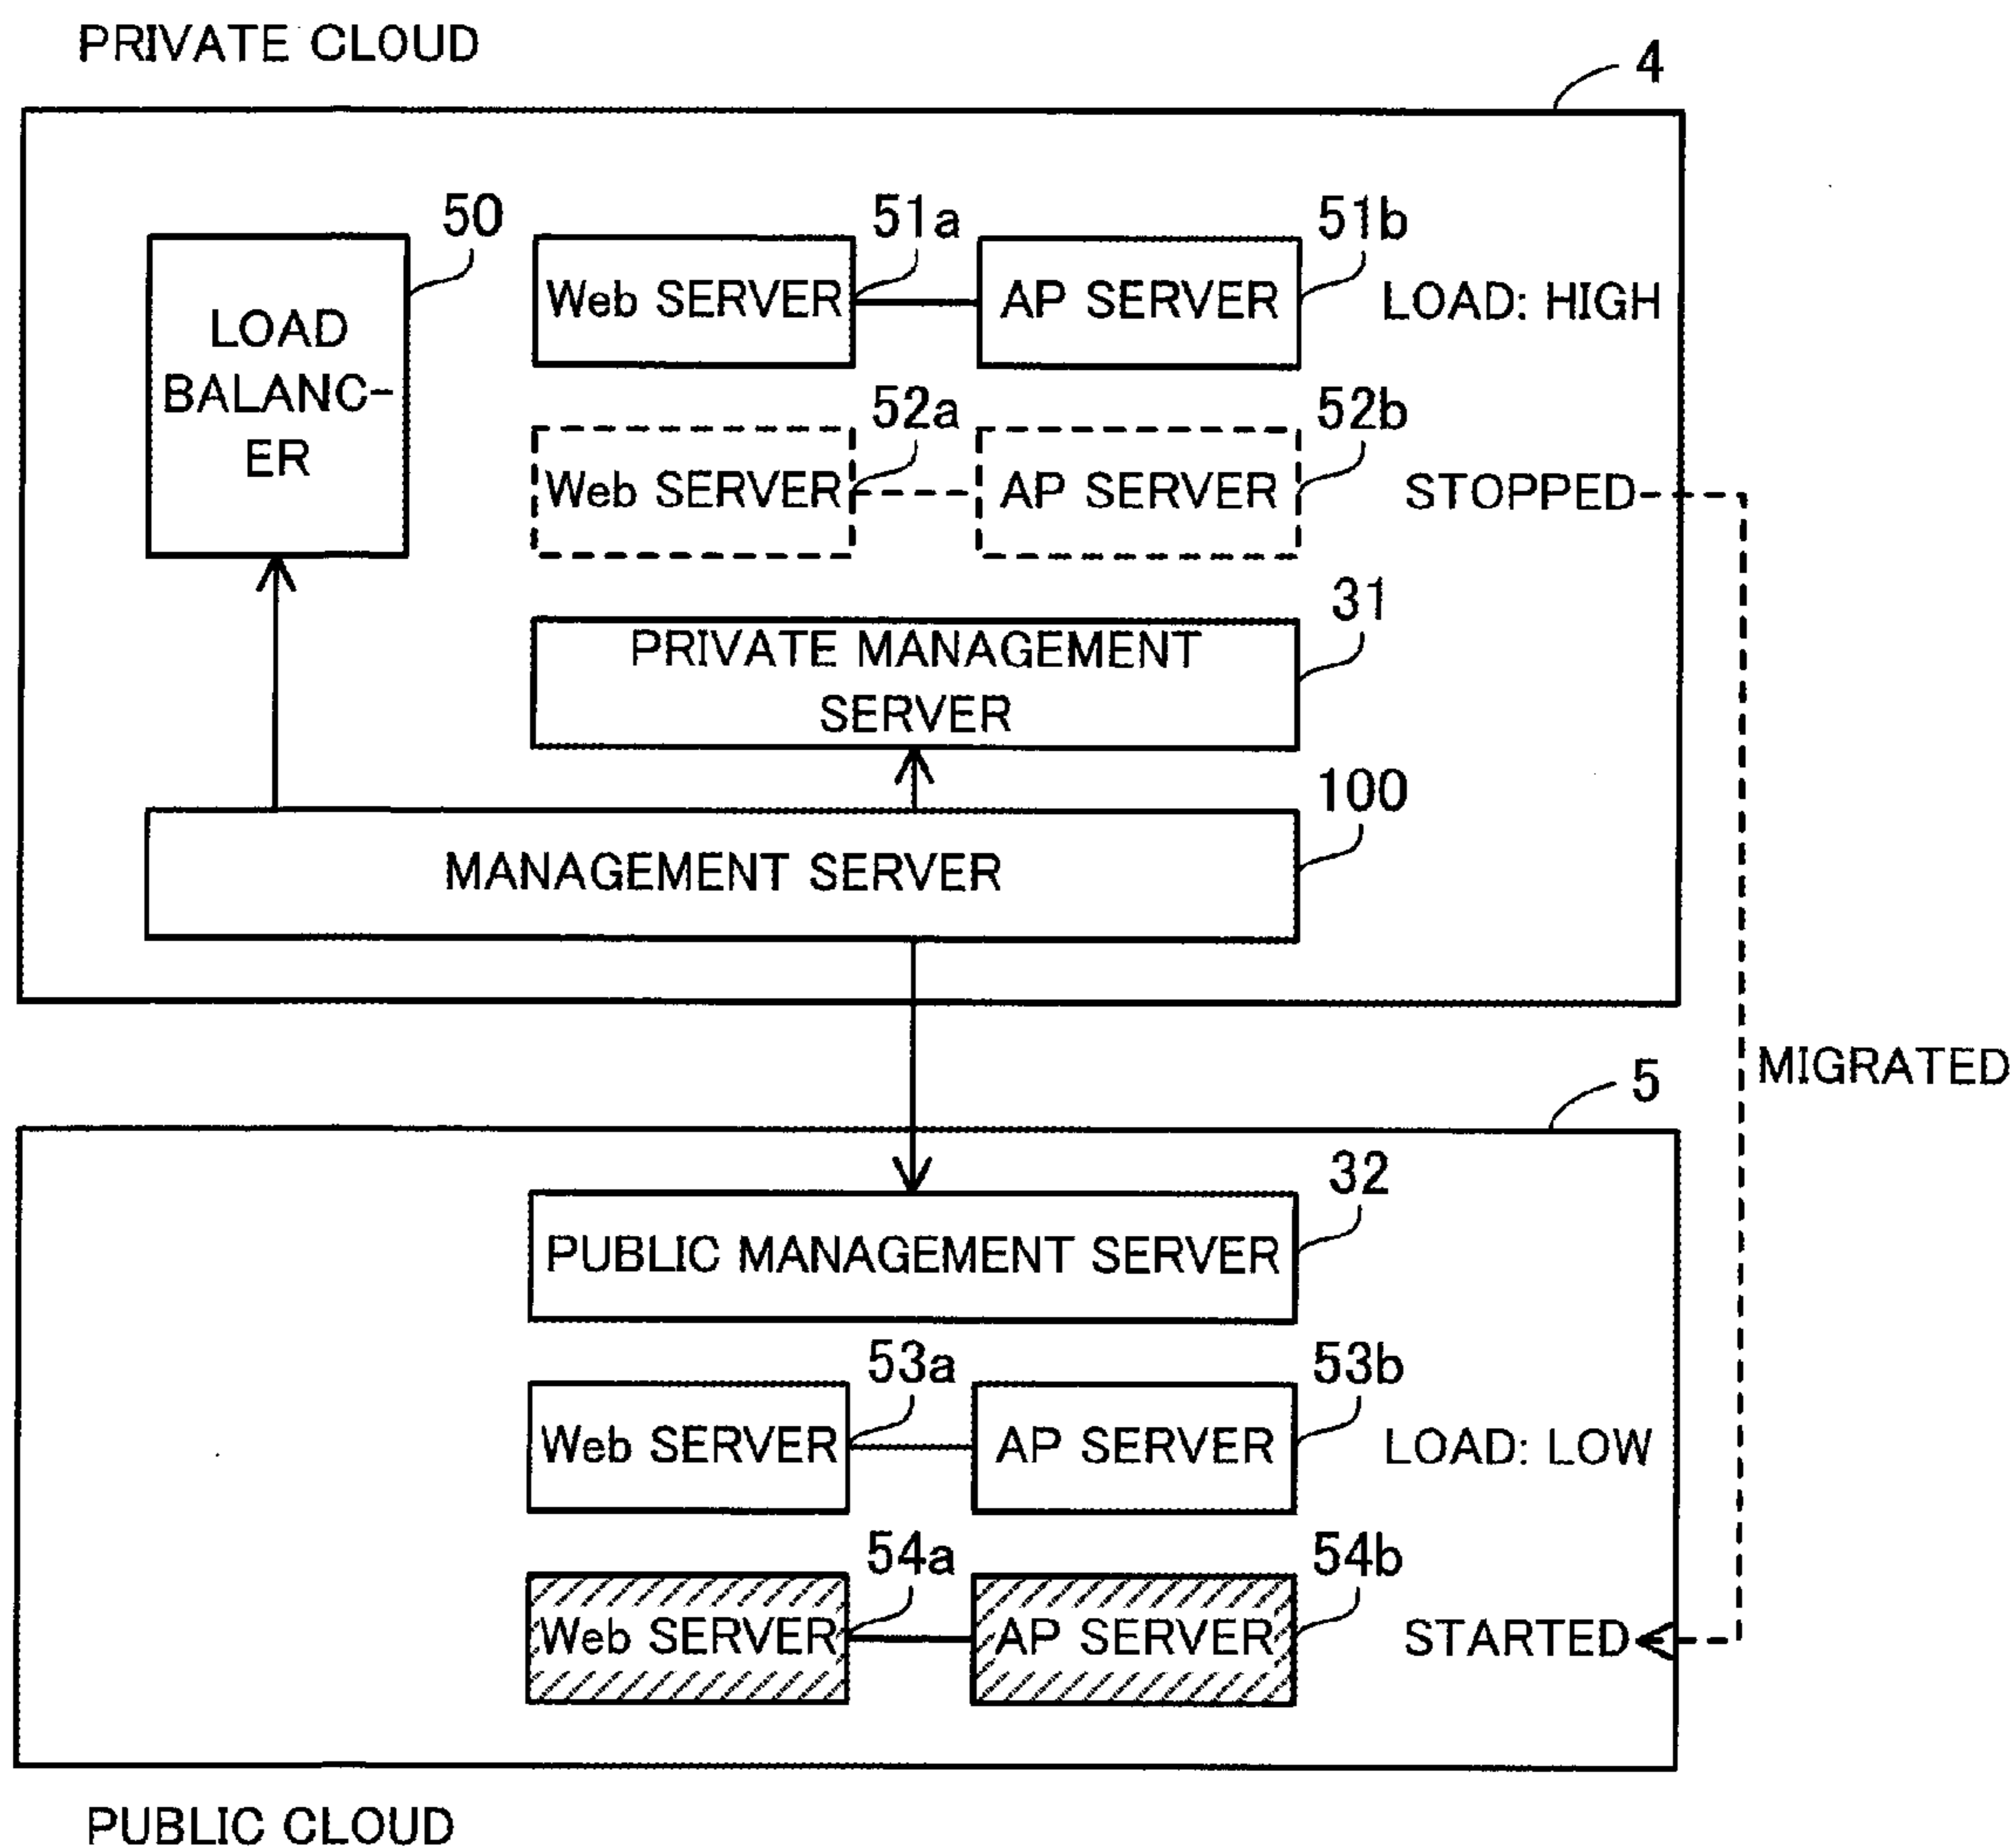 PRIVATE CLOUD
4
50
51a
51b
LOAD
BALANC-
ER
Web SERVER
AP SERVER
LOAD: HIGH
52a
52b
Web SERVER
AP SERVER
STOPPED
31
PRIVATE MANAGEMENT
SERVER
100
MANAGEMENT SERVER
MIGRATED
5
32
PUBLIC MANAGEMENT SERVER
53a
53b
Web SERVER
AP SERVER
LOAD: LOW
54a
54b
Web SERVER
AP SERVER
STARTED
PUBLIC CLOUD